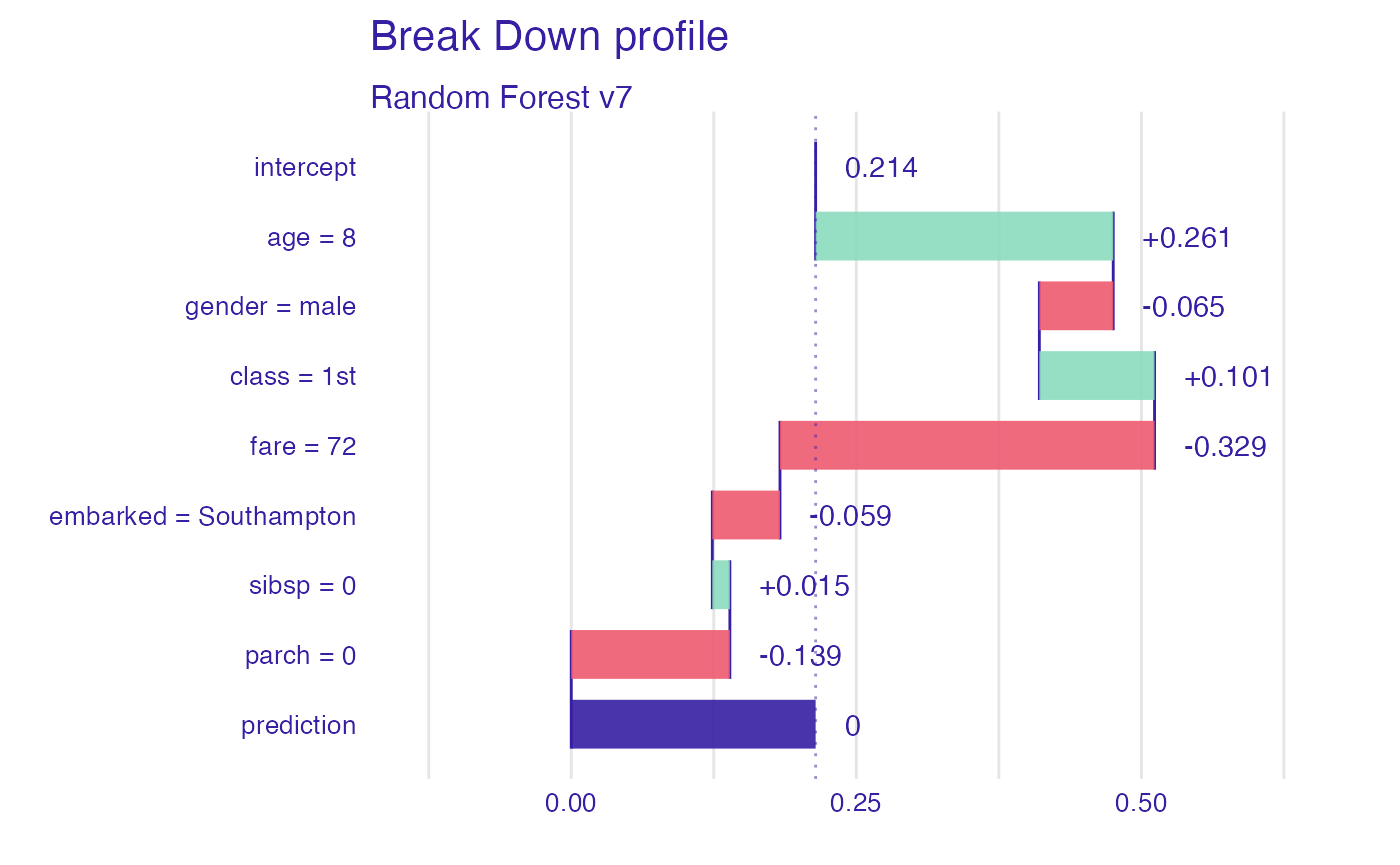 Break Down profile
Random Forest v7
intercept 0.214
age = 8 +0.261
gender = male -0.065
class = 1st +0.101
fare = 72 -0.329
embarked = Southampton -0.059
sibsp = 0 +0.015
parch = 0 -0.139
prediction 0
0.00 0.25 0.50